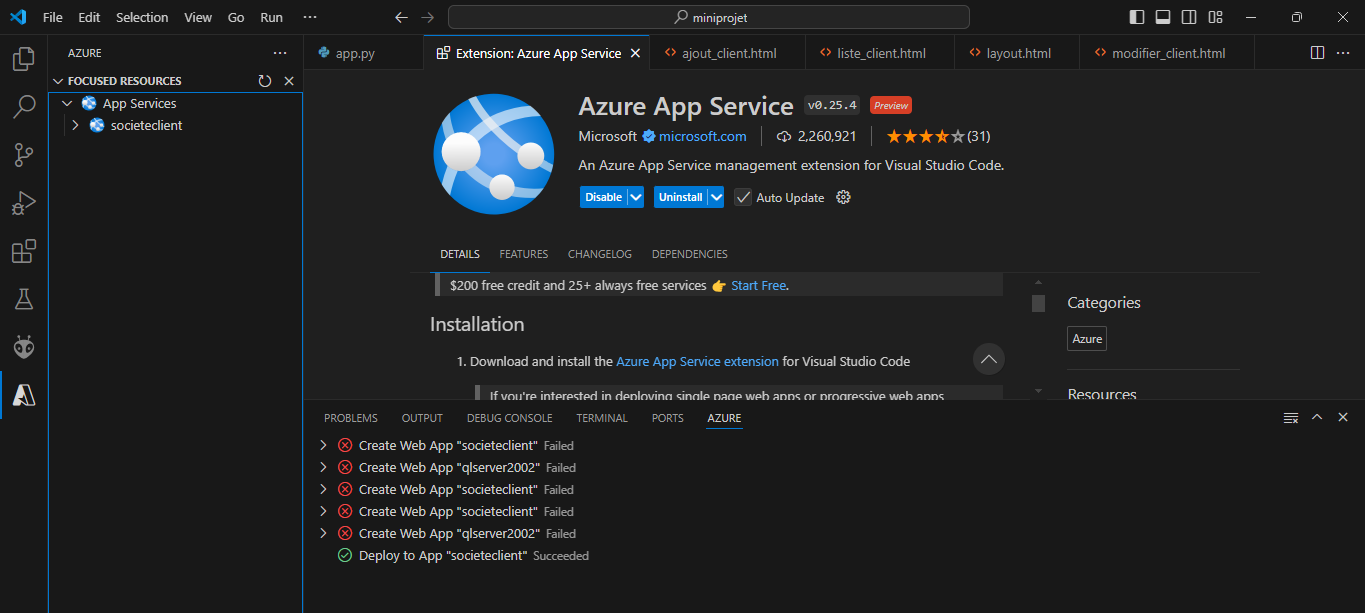 File Edit Selection View Go Run ··· miniprojet
AZURE ···
FOCUSED RESOURCES
App Services
societeclient
app.py Extension: Azure App Service ajout_client.html liste_client.html layout.html modifier_client.html ···
Azure App Service v0.25.4 Preview
Microsoft microsoft.com 2,260,921 (31)
An Azure App Service management extension for Visual Studio Code.
Disable Uninstall Auto Update
DETAILS FEATURES CHANGELOG DEPENDENCIES
$200 free credit and 25+ always free services 👉 Start Free.
Installation
1. Download and install the Azure App Service extension for Visual Studio Code
If you're interested in deploying single page web apps or progressive web apps
Categories
Azure
Resources
PROBLEMS OUTPUT DEBUG CONSOLE TERMINAL PORTS AZURE
Create Web App "societeclient" Failed
Create Web App "qlserver2002" Failed
Create Web App "societeclient" Failed
Create Web App "societeclient" Failed
Create Web App "qlserver2002" Failed
Deploy to App "societeclient" Succeeded